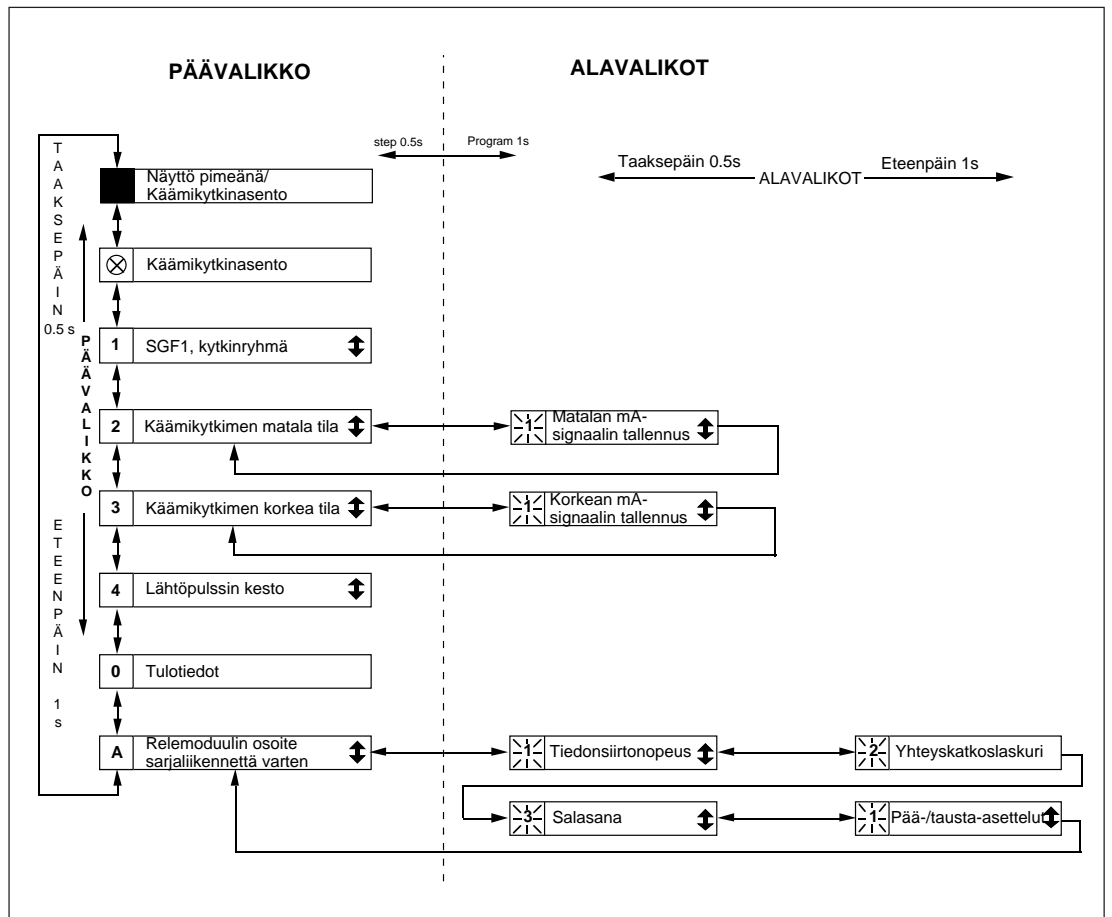 PÄÄVALIKKO
ALAVALIKOT
step 0.5s
Program 1s
Taaksepäin 0.5s
Eteenpäin 1s
ALAVALIKOT
TAAKSEPÄIN
0.5 s
PÄÄVALIKKO
ETEENPÄIN
1 s
Näyttö pimeänä/
Käämikytkinasento
Käämikytkinasento
1 SGF1, kytkinryhmä
2 Käämikytkimen matala tila
1 Matalan mA-
signaalin tallennus
3 Käämikytkimen korkea tila
1 Korkean mA-
signaalin tallennus
4 Lähtöpulssin kesto
0 Tulotiedot
A Relemoduulin osoite
sarjaliikennettä varten
1 Tiedonsiirtonopeus
2 Yhteyskatkoslaskuri
3 Salasana
1 Pää-/tausta-asettelut